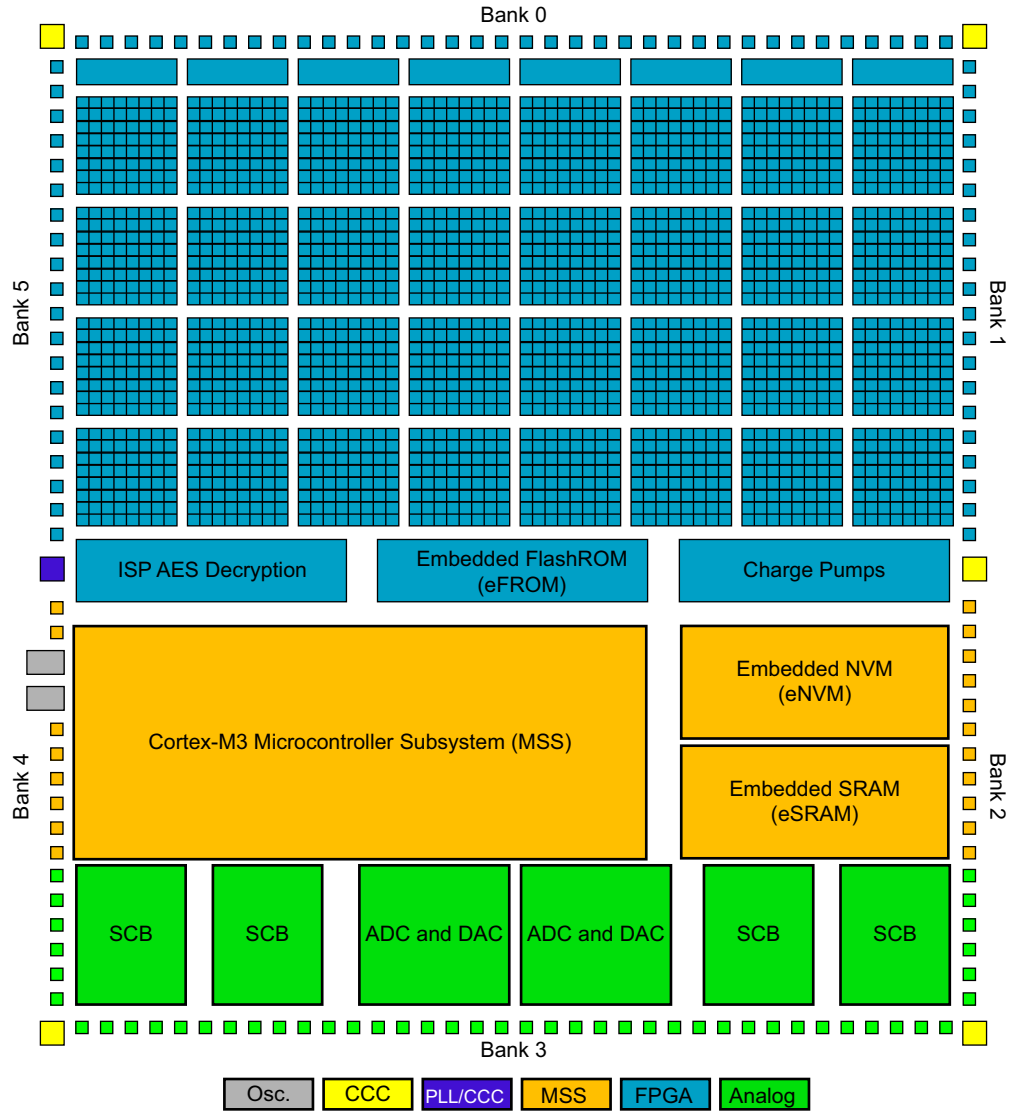 Bank 0
Bank 5
Bank 1
ISP AES Decryption
Embedded FlashROM
(eFROM)
Charge Pumps
Cortex-M3 Microcontroller Subsystem (MSS)
Embedded NVM
(eNVM)
Embedded SRAM
(eSRAM)
Bank 4
Bank 2
SCB
SCB
ADC and DAC
ADC and DAC
SCB
SCB
Bank 3
Osc.
CCC
PLL/CCC
MSS
FPGA
Analog